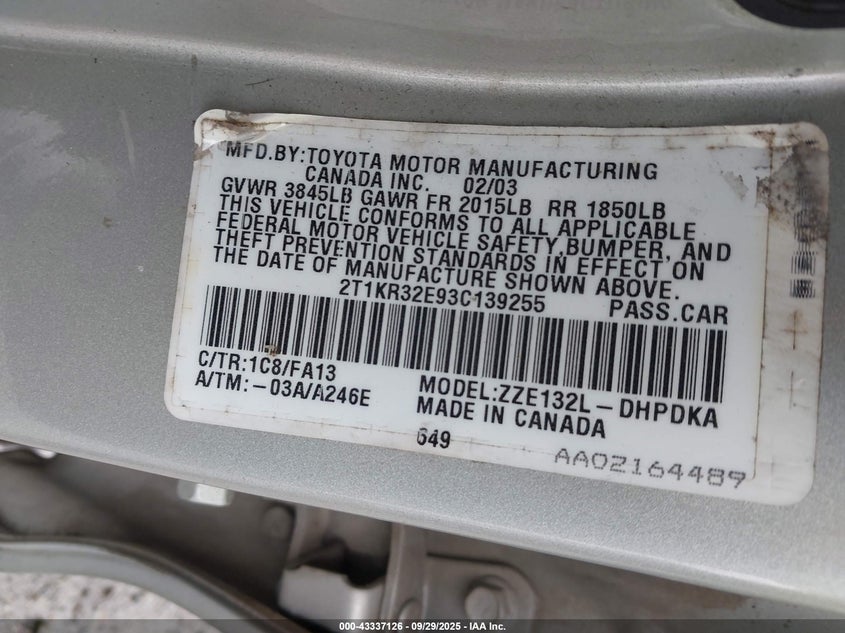 MFD.BY:TOYOTA MOTOR MANUFACTURING
CANADA INC. 02/03
GVWR 3845LB GAWR FR 2015LB RR 1850LB
THIS VEHICLE CONFORMS TO ALL APPLICABLE
FEDERAL MOTOR VEHICLE SAFETY,BUMPER, AND
THEFT PREVENTION STANDARDS IN EFFECT ON
THE DATE OF MANUFACTURE SHOWN ABOVE.
2T1KR32E93C139255 PASS.CAR
C/TR:1C8/FA13
A/TM:-03A/A246E
MODEL:ZZE132L-DHPDKA
MADE IN CANADA
649
AA02164489
000-43337126 - 09/29/2025 - IAA Inc.